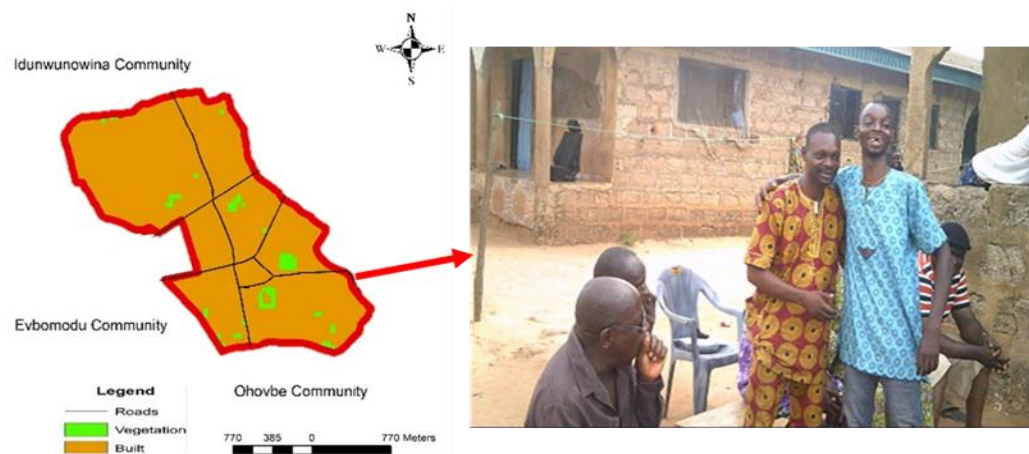 N
W E
S
Idunwunowina Community
Evbomodu Community
Ohovbe Community
Legend
Roads
Vegetation
Built
770 385 0 770 Meters